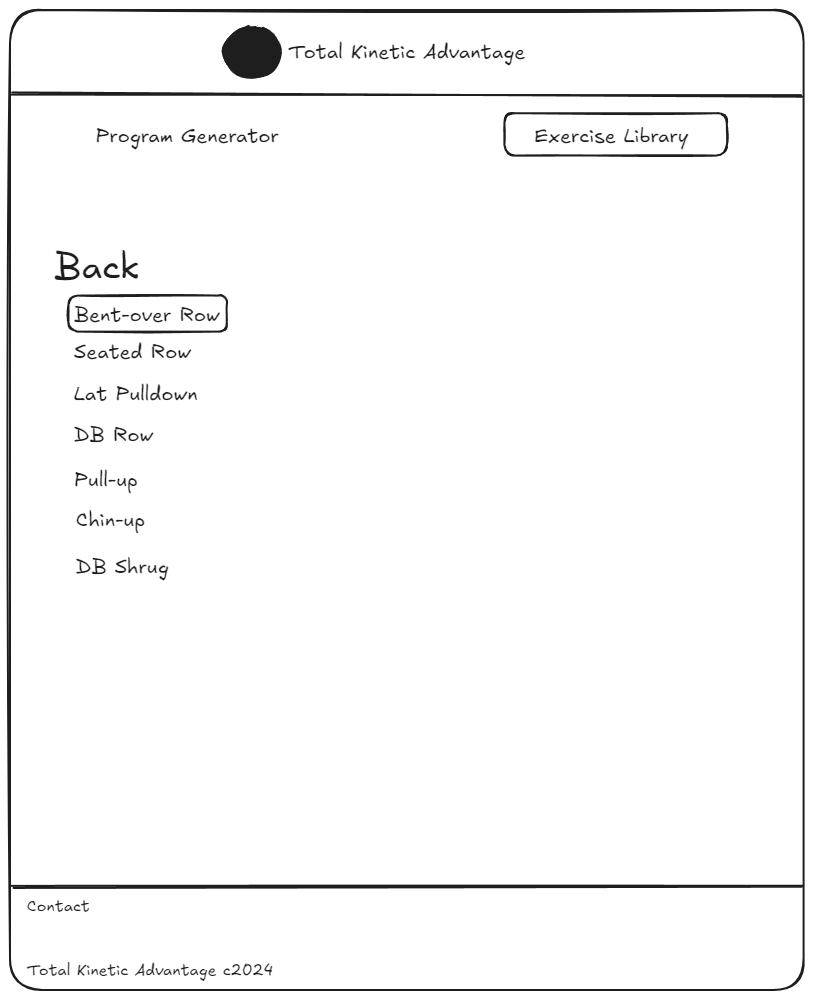 Total Kinetic Advantage
Program Generator
Exercise Library
Back
Bent-over Row
Seated Row
Lat Pulldown
DB Row
Pull-up
Chin-up
DB Shrug
Contact
Total Kinetic Advantage c2024